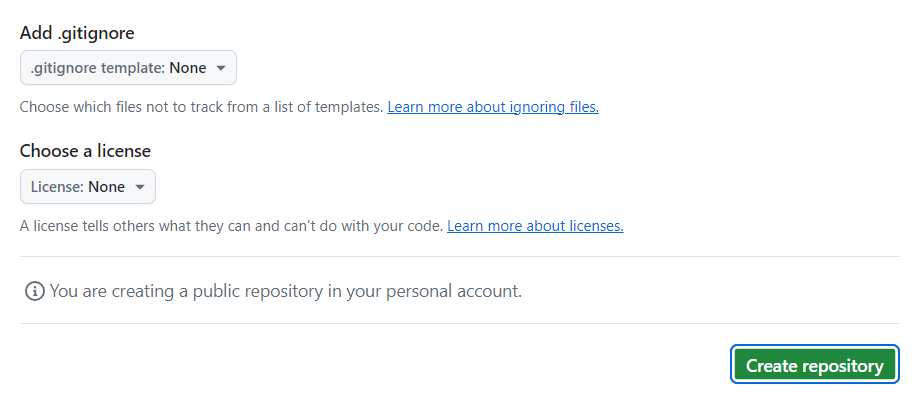 Add .gitignore
.gitignore template: None
Choose which files not to track from a list of templates. Learn more about ignoring files.
Choose a license
License: None
A license tells others what they can and can't do with your code. Learn more about licenses.
You are creating a public repository in your personal account.
Create repository